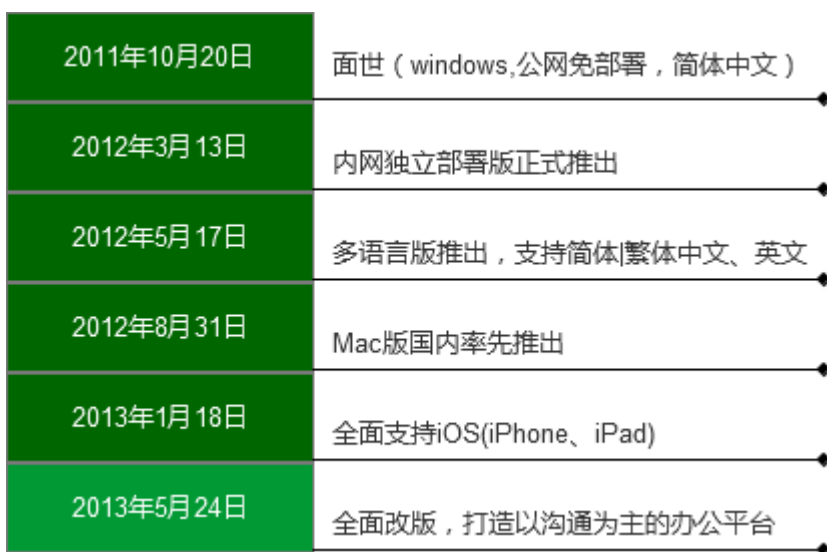 2011年10月20日
面世（windows,公网免部署，简体中文）
2012年3月13日
内网独立部署版正式推出
2012年5月17日
多语言版推出，支持简体|繁体中文、英文
2012年8月31日
Mac版国内率先推出
2013年1月18日
全面支持iOS(iPhone、iPad)
2013年5月24日
全面改版，打造以沟通为主的办公平台